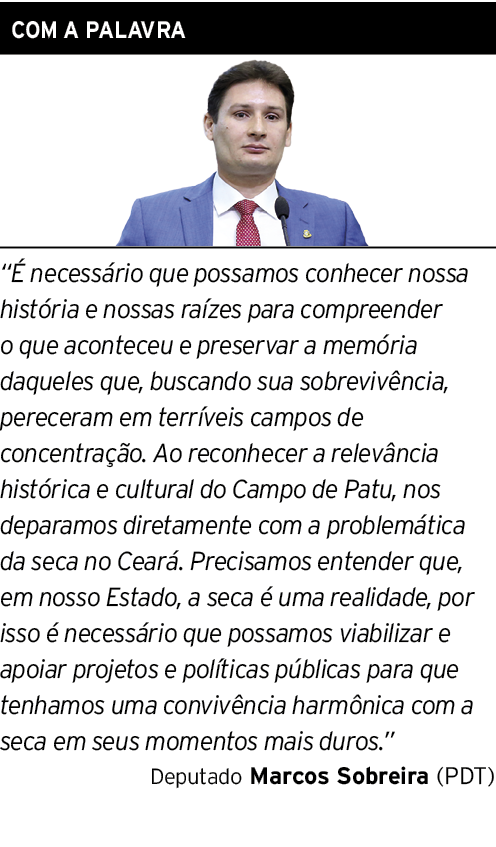 COM A PALAVRA
“É necessário que possamos conhecer nossa
história e nossas raízes para compreender
o que aconteceu e preservar a memória
daqueles que, buscando sua sobrevivência,
pereceram em terríveis campos de
concentração. Ao reconhecer a relevância
histórica e cultural do Campo de Patu, nos
deparamos diretamente com a problemática
da seca no Ceará. Precisamos entender que,
em nosso Estado, a seca é uma realidade, por
isso é necessário que possamos viabilizar e
apoiar projetos e políticas públicas para que
tenhamos uma convivência harmônica com a
seca em seus momentos mais duros.”
Deputado Marcos Sobreira (PDT)